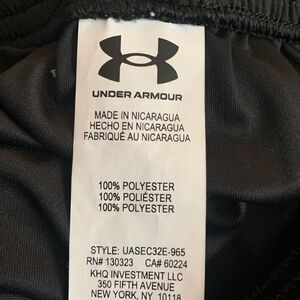 UNDER ARMOUR
MADE IN NICARAGUA
HECHO EN NICARAGUA
FABRIQUÉ AU NICARAGUA
100% POLYESTER
100% POLIÉSTER
100% POLYESTER
STYLE: UASEC32E-965
RN# 130323 CA# 60224
KHQ INVESTMENT LLC
350 FIFTH AVENUE
NEW YORK, NY 10118